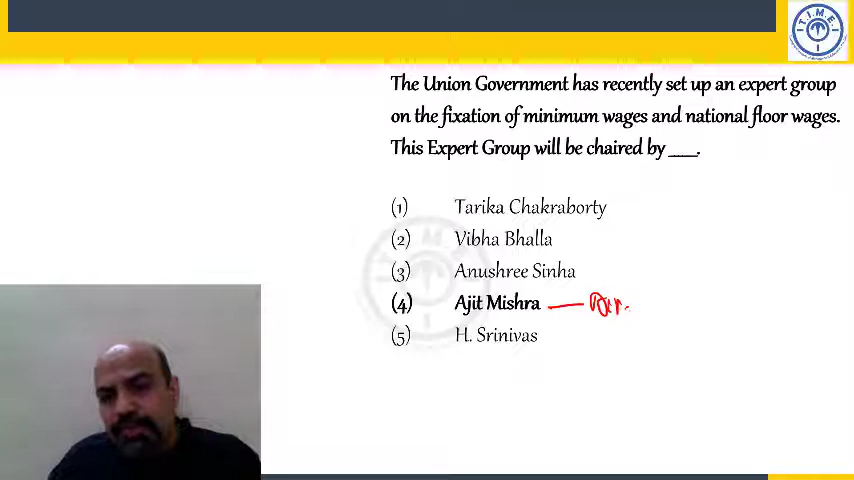 T.I.M.E.
The Union Government has recently set up an expert group
on the fixation of minimum wages and national floor wages.
This Expert Group will be chaired by ____.
(1) Tarika Chakraborty
(2) Vibha Bhalla
(3) Anushree Sinha
(4) Ajit Mishra —
(5) H. Srinivas